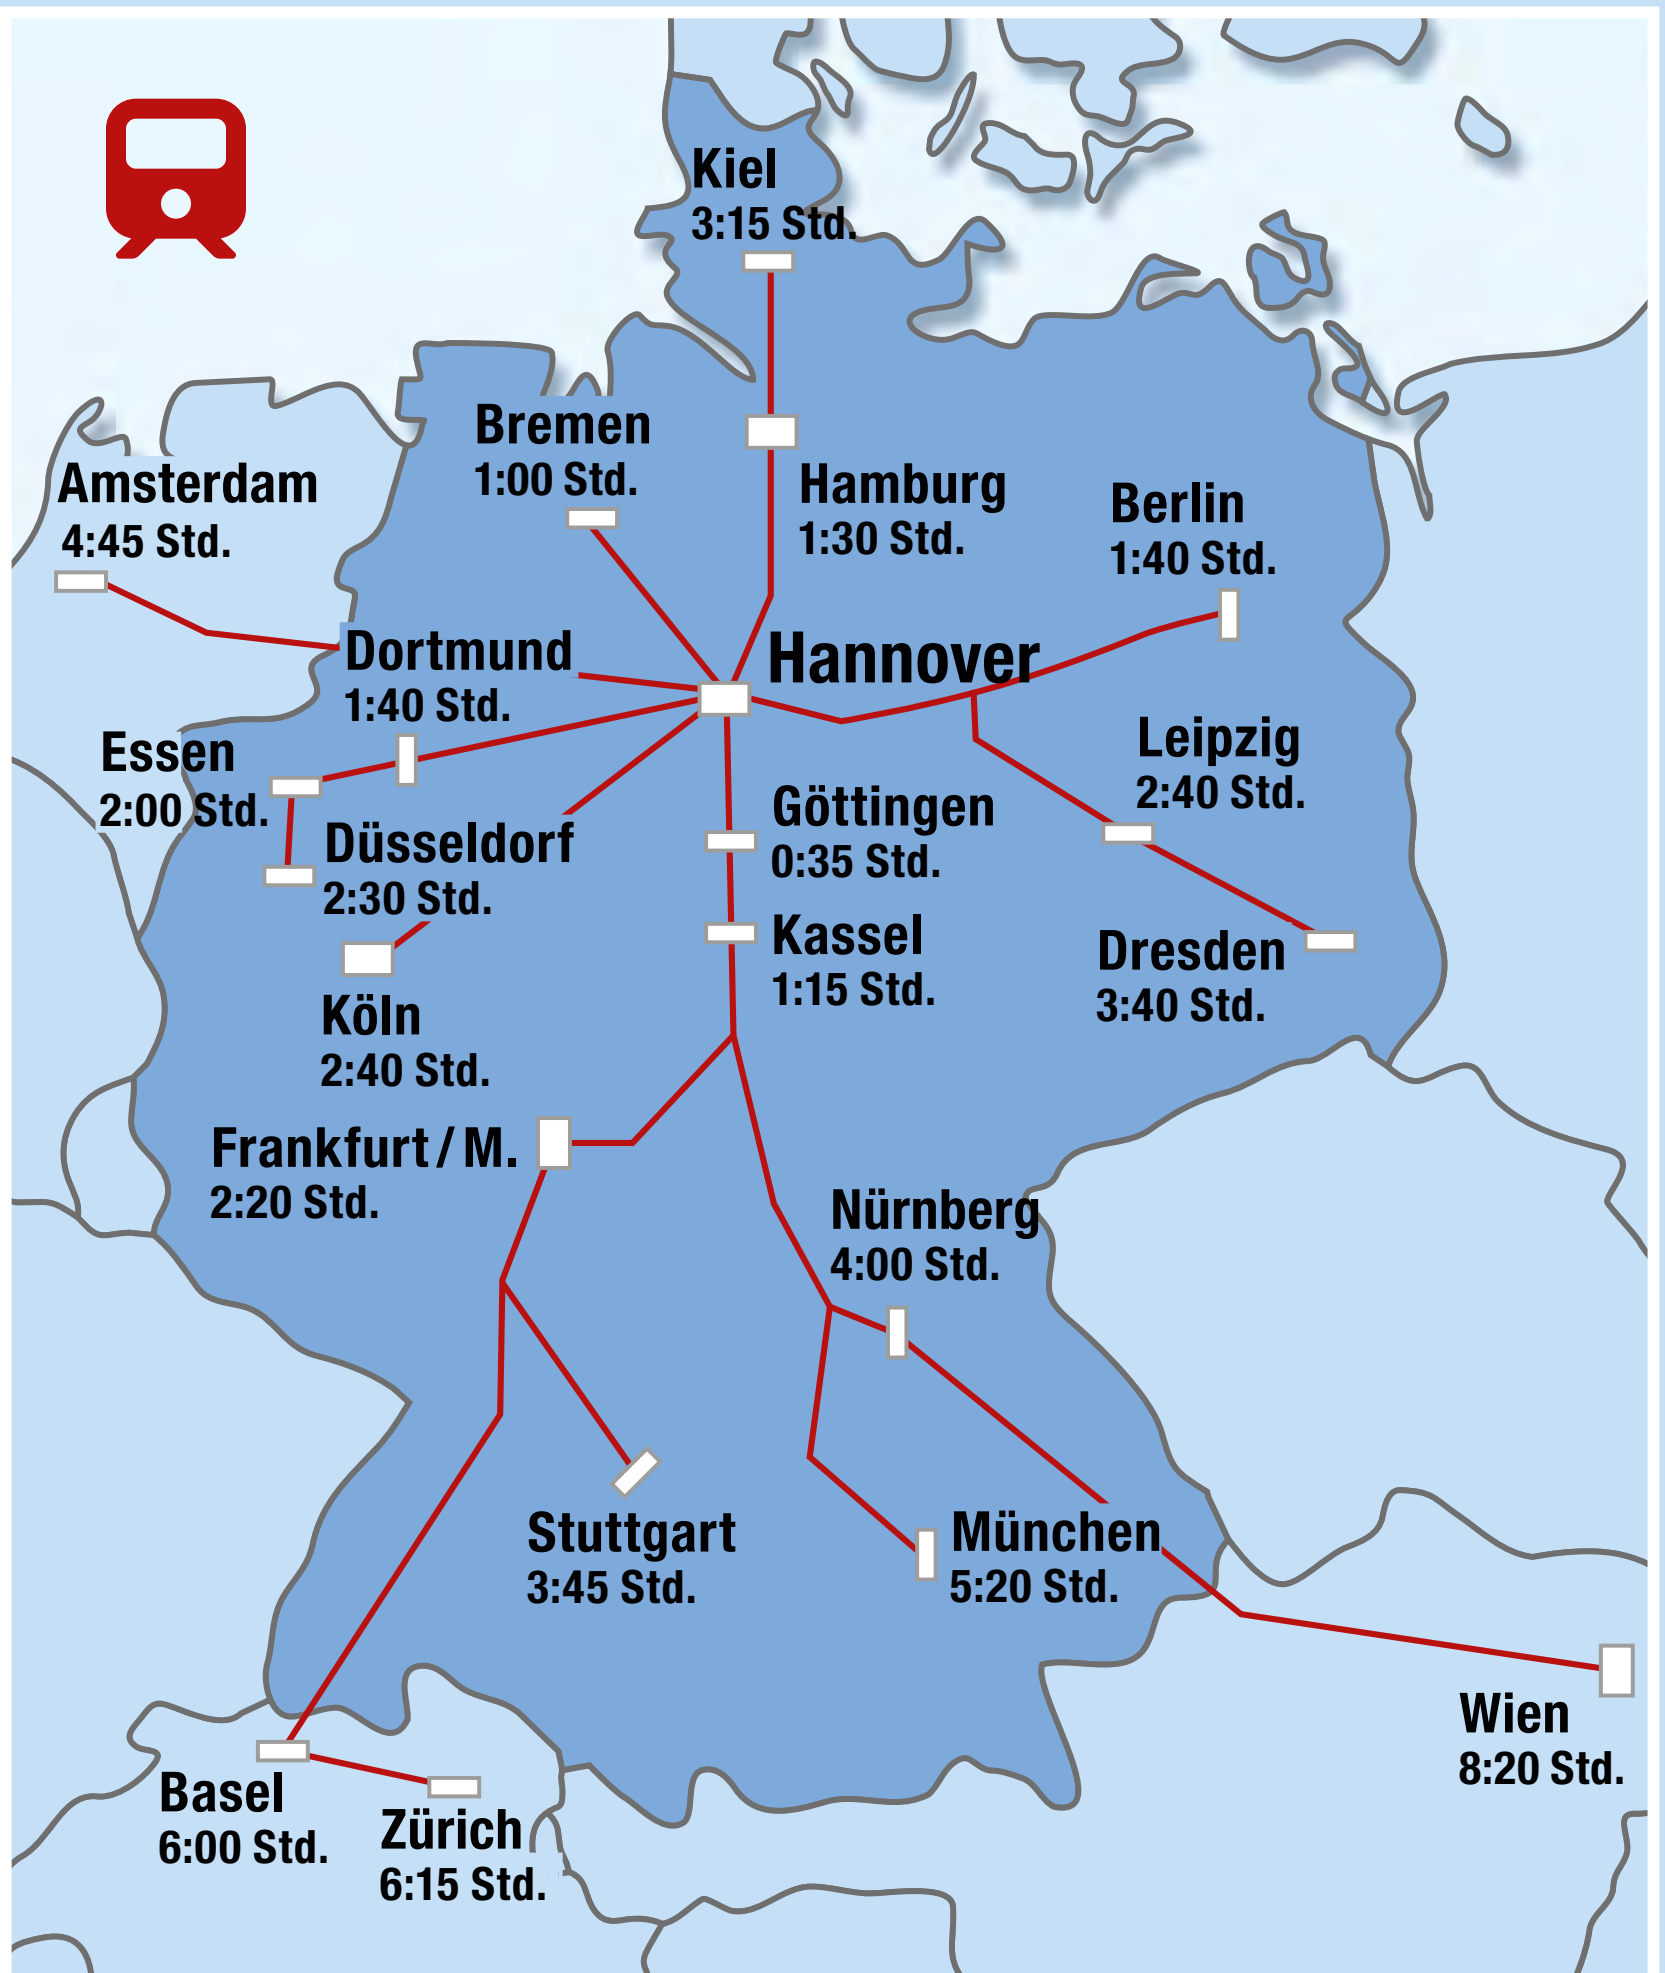 Kiel
3:15 Std.
Bremen
1:00 Std.
Amsterdam
4:45 Std.
Hamburg
1:30 Std.
Berlin
1:40 Std.
Dortmund
1:40 Std.
Hannover
Essen
2:00 Std.
Leipzig
2:40 Std.
Göttingen
0:35 Std.
Düsseldorf
2:30 Std.
Kassel
1:15 Std.
Dresden
3:40 Std.
Köln
2:40 Std.
Frankfurt / M.
2:20 Std.
Nürnberg
4:00 Std.
Stuttgart
3:45 Std.
München
5:20 Std.
Wien
8:20 Std.
Basel
6:00 Std.
Zürich
6:15 Std.